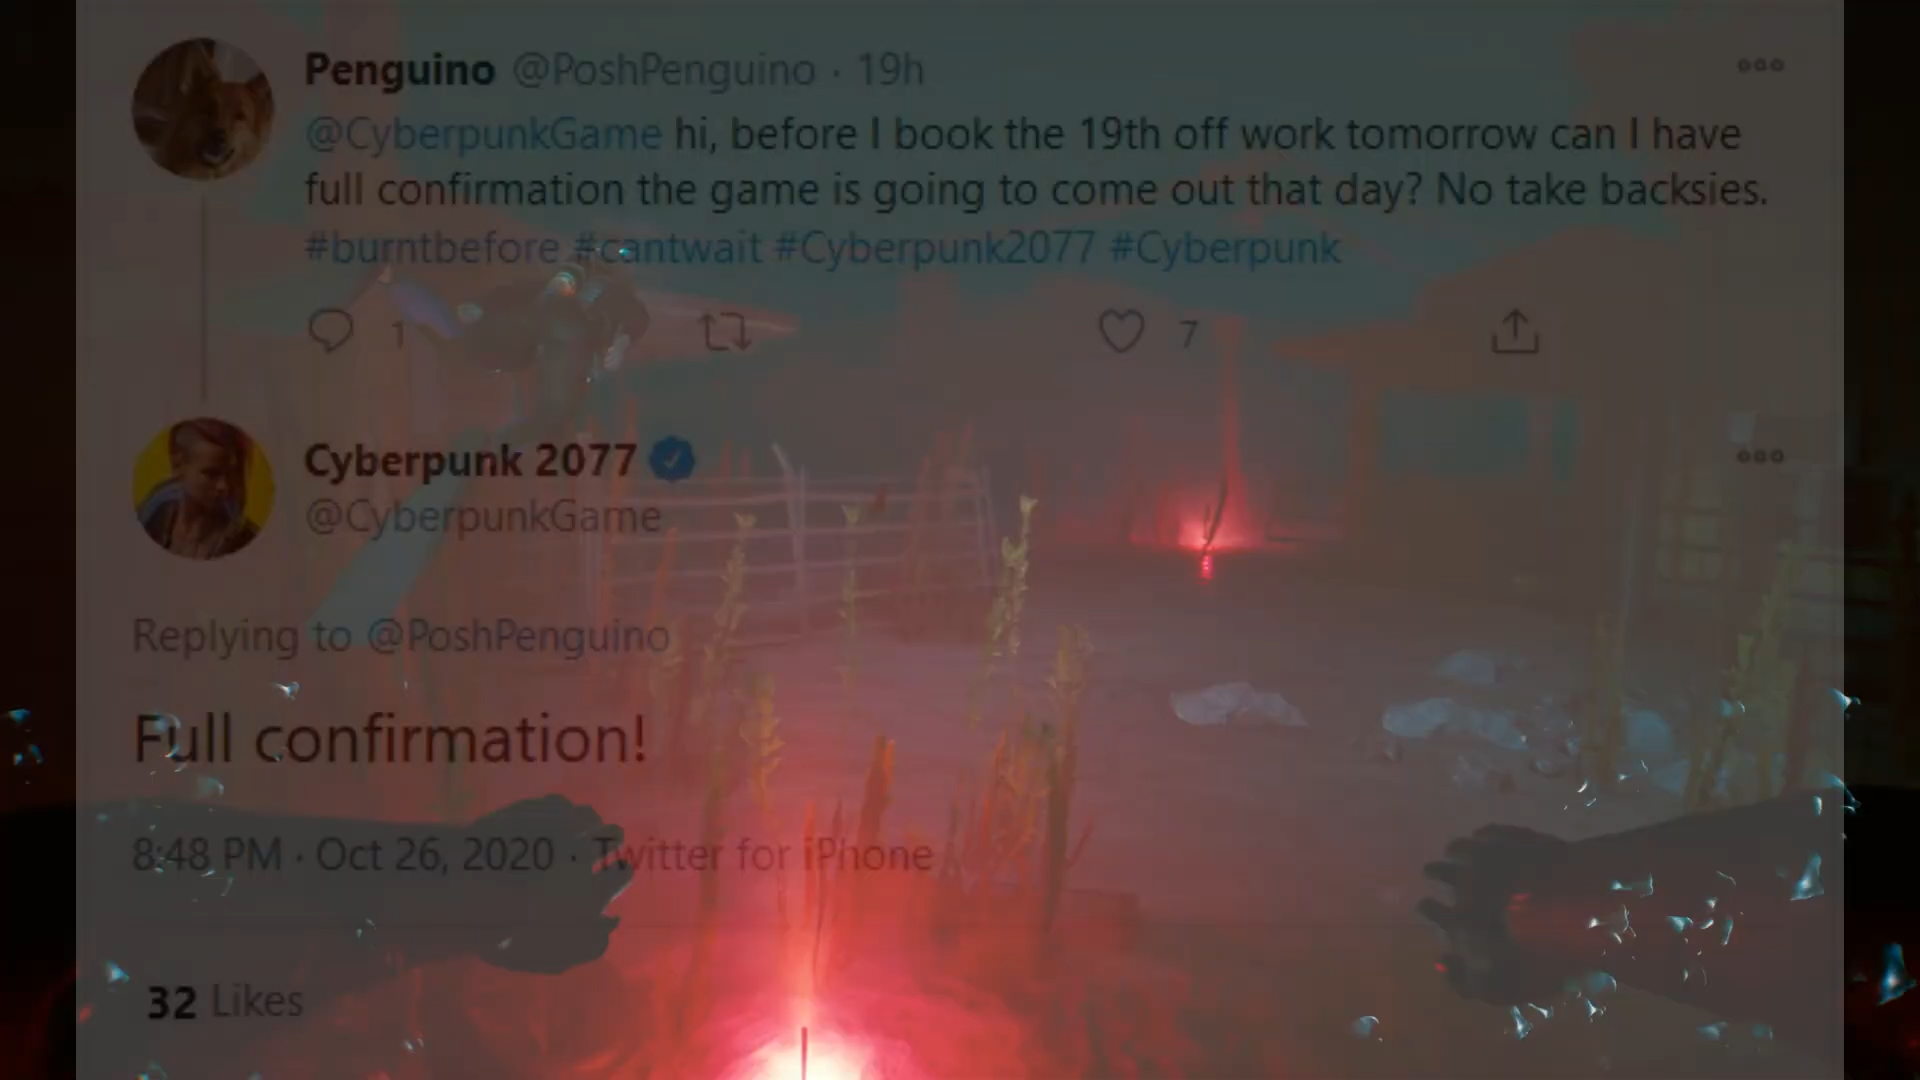 Penguino @PoshPenguino · 19h
@CyberpunkGame hi, before I book the 19th off work tomorrow can I have
full confirmation the game is going to come out that day? No take backsies.
#burntbefore #cantwait #Cyberpunk2077 #Cyberpunk
1 7
Cyberpunk 2077
@CyberpunkGame
Replying to @PoshPenguino
Full confirmation!
8:48 PM · Oct 26, 2020 · Twitter for iPhone
32 Likes